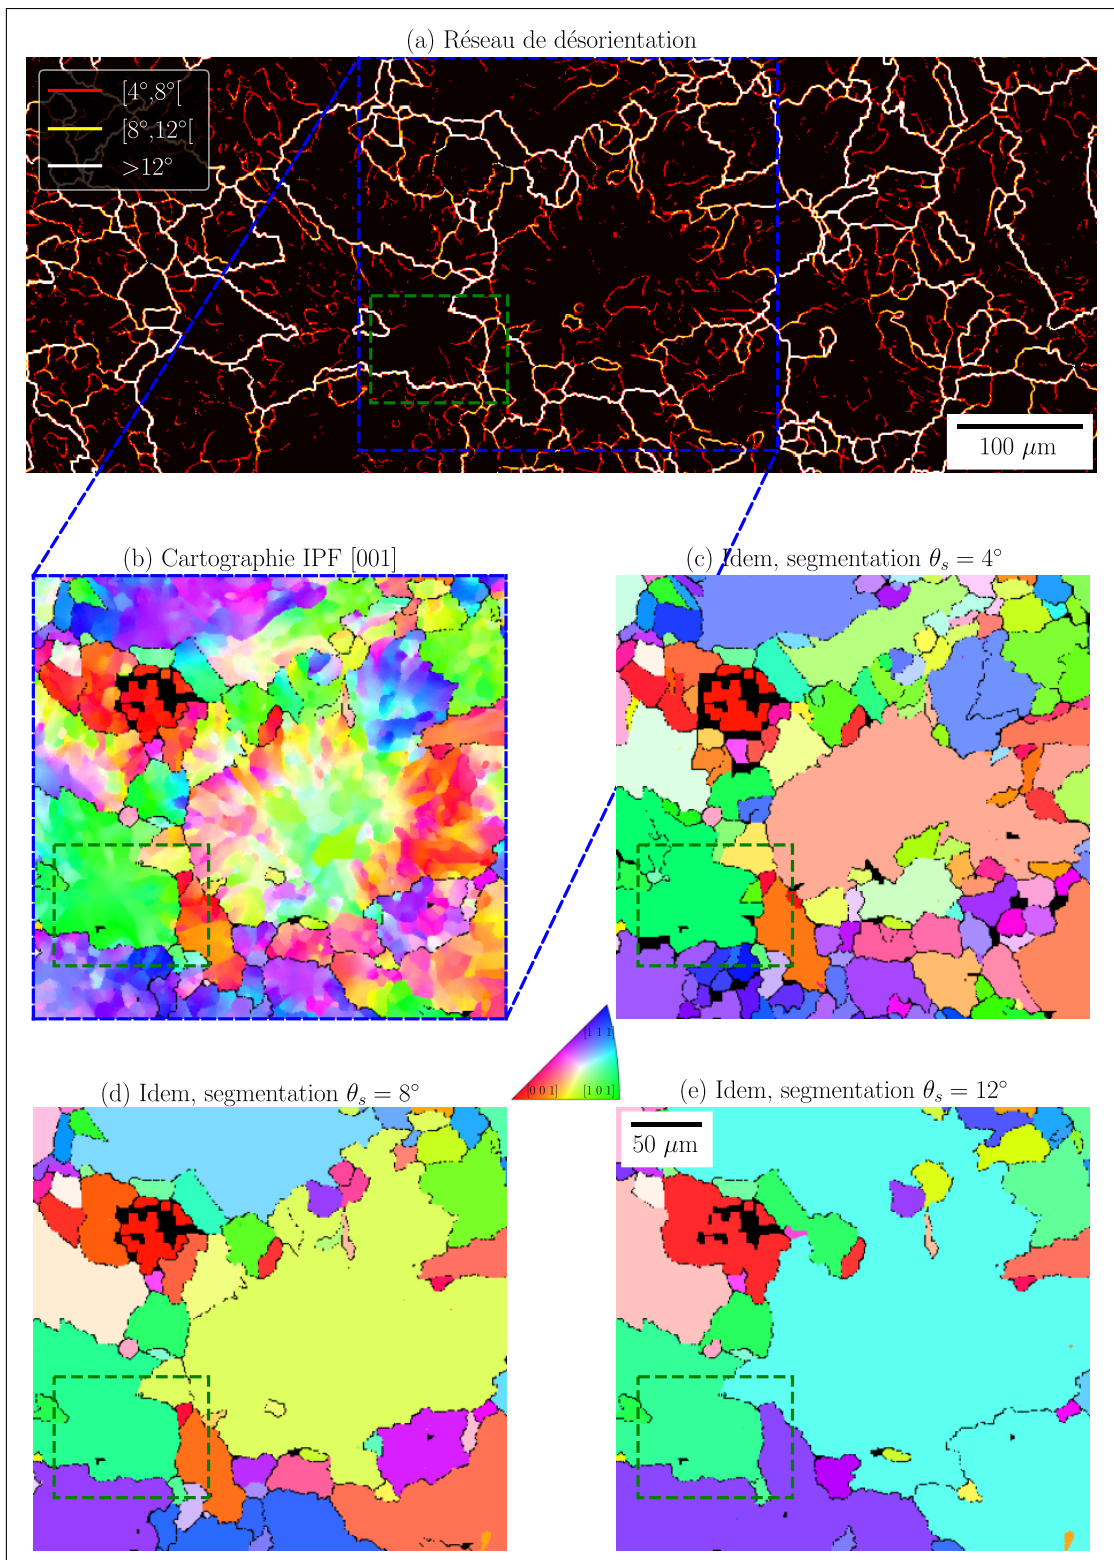 (a) Réseau de désorientation
[4°,8°[
[8°,12°[
>12°
100 μm
(b) Cartographie IPF [001]
(c) Idem, segmentation θₛ = 4°
[1 1 1]
[0 0 1]
[1 0 1]
(d) Idem, segmentation θₛ = 8°
(e) Idem, segmentation θₛ = 12°
50 μm